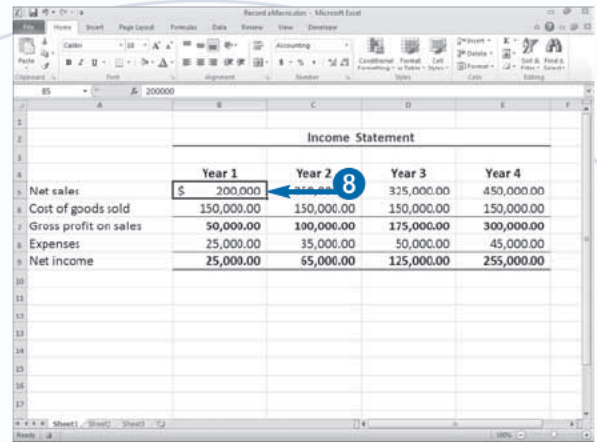 Record a Macro.xlsx - Microsoft Excel
File Home Insert Page Layout Formulas Data Review View Developer
Calibri 16 A A Accounting Insert
Paste B I U A $ % , Conditional Format Cell Delete Sort & Find &
Formatting as Table Styles Format Filter Select
Clipboard Font Alignment Number Styles Cells Editing
B5 fx 200000
A B C D E F
1
2 Income Statement
3
4 Year 1 Year 2 Year 3 Year 4
5 Net sales $ 200,000 8 325,000.00 450,000.00
6 Cost of goods sold 150,000.00 150,000.00 150,000.00 150,000.00
7 Gross profit on sales 50,000.00 100,000.00 175,000.00 300,000.00
8 Expenses 25,000.00 35,000.00 50,000.00 45,000.00
9 Net income 25,000.00 65,000.00 125,000.00 255,000.00
10
11
12
13
14
15
16
17
Sheet1 Sheet2 Sheet3
Ready 100%